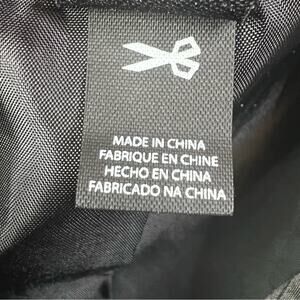 MADE IN CHINA
FABRIQUE EN CHINE
HECHO EN CHINA
FABRICADO NA CHINA